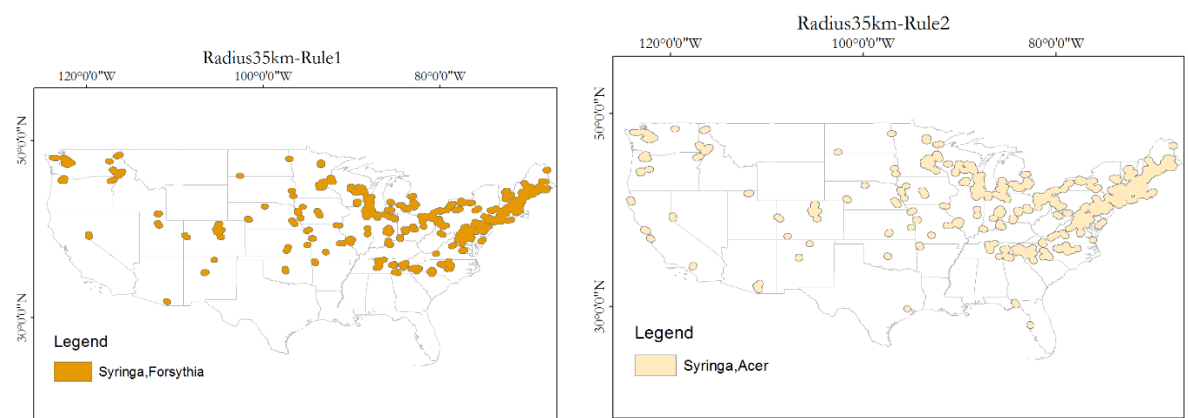 Radius35km-Rule1
120°0'0"W 100°0'0"W 80°0'0"W
50°0'0"N
30°0'0"N
Legend
Syringa,Forsythia
Radius35km-Rule2
120°0'0"W 100°0'0"W 80°0'0"W
50°0'0"N
30°0'0"N
Legend
Syringa,Acer